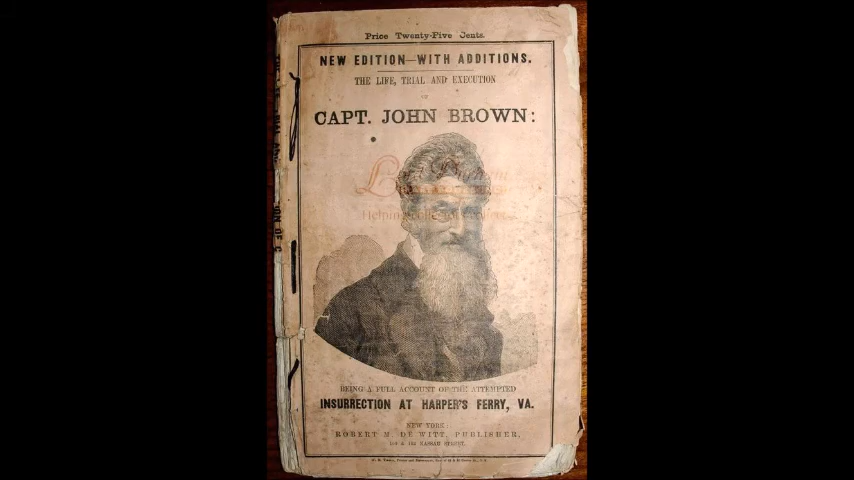 Price Twenty-Five Cents.
NEW EDITION—WITH ADDITIONS.
THE LIFE, TRIAL AND EXECUTION
OF
CAPT. JOHN BROWN:
BEING A FULL ACCOUNT OF THE ATTEMPTED
INSURRECTION AT HARPER'S FERRY, VA.
NEW YORK:
ROBERT M. DE WITT, PUBLISHER,
NASSAU STREET.